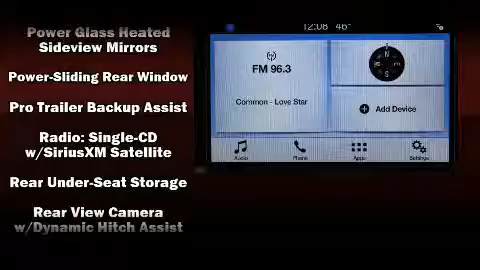 Power Glass Heated
Sideview Mirrors
Power-Sliding Rear Window
Pro Trailer Backup Assist
Radio: Single-CD
w/SiriusXM Satellite
Rear Under-Seat Storage
Rear View Camera
w/Dynamic Hitch Assist
12:08 46°
FM 96.3
Common - Love Star
N
W E
S
Add Device
Audio
Phone
Apps
Settings